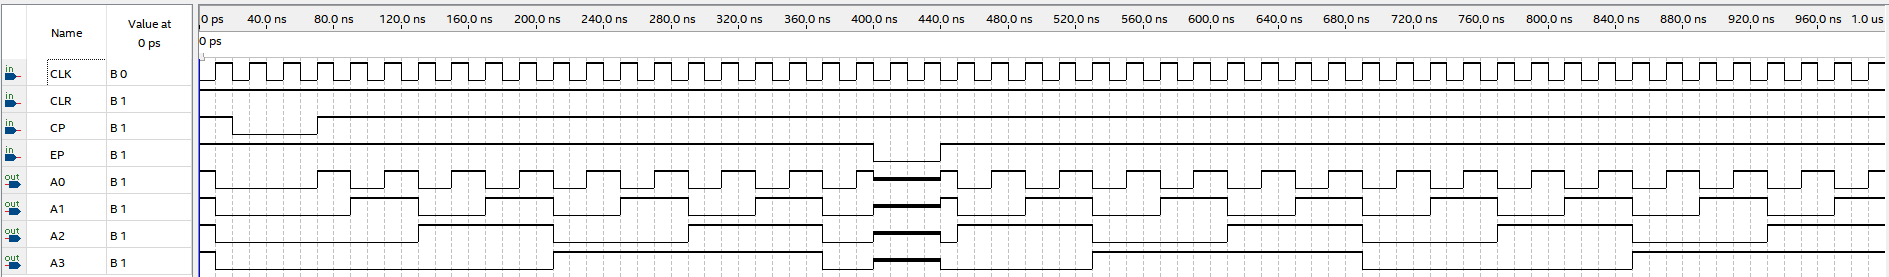 Name Value at 0 ps
0 ps 40.0 ns 80.0 ns 120.0 ns 160.0 ns 200.0 ns 240.0 ns 280.0 ns 320.0 ns 360.0 ns 400.0 ns 440.0 ns 480.0 ns 520.0 ns 560.0 ns 600.0 ns 640.0 ns 680.0 ns 720.0 ns 760.0 ns 800.0 ns 840.0 ns 880.0 ns 920.0 ns 960.0 ns 1.0 us
0 ps
in CLK B 0
in CLR B 1
in CP B 1
in EP B 1
out A0 B 1
out A1 B 1
out A2 B 1
out A3 B 1